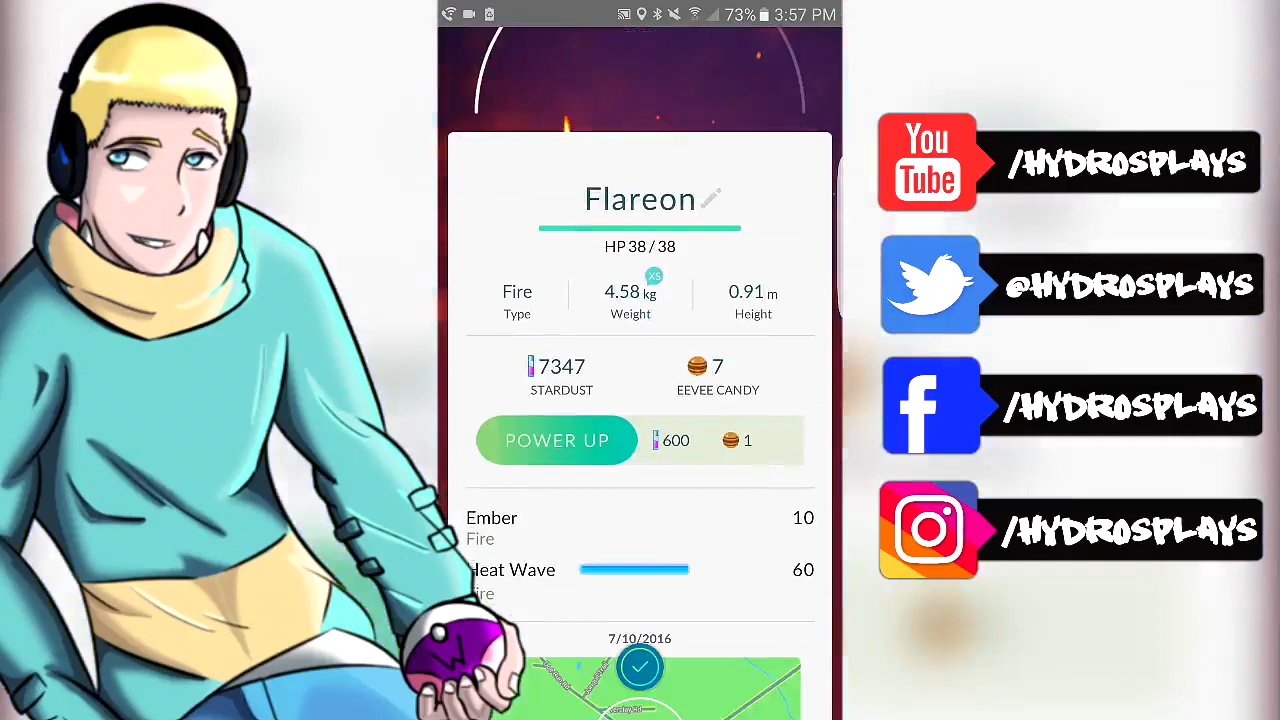 73% 3:57 PM
Flareon
HP 38 / 38
XS
Fire
Type
4.58 kg
Weight
0.91 m
Height
7347
STARDUST
7
EEVEE CANDY
POWER UP
600
1
Ember
10
Fire
Heat Wave
60
Fire
7/10/2016
W
You
Tube
/HYDROSPLAYS
@HYDROSPLAYS
f
/HYDROSPLAYS
/HYDROSPLAYS